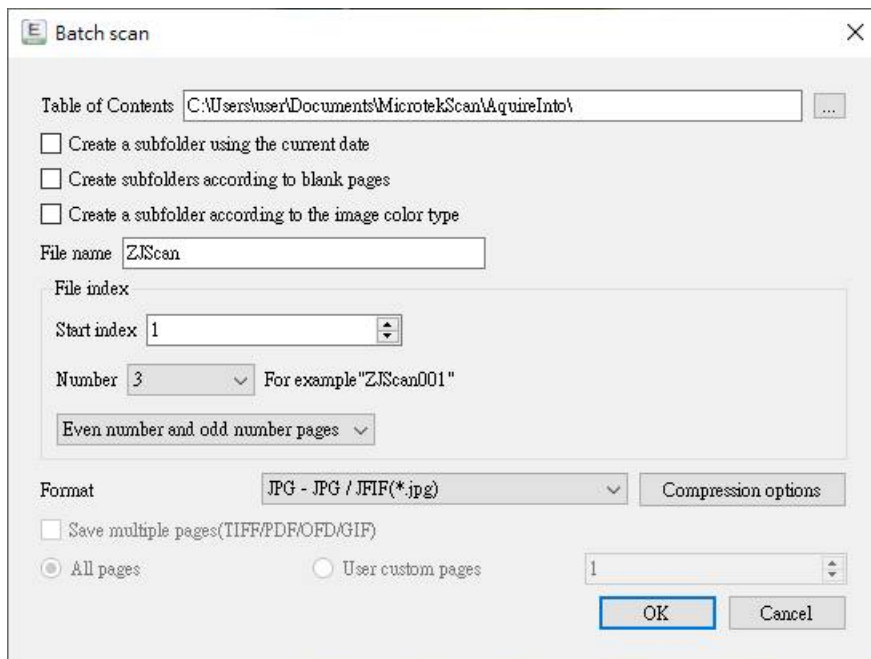 E Batch scan
Table of Contents C:\Users\user\Documents\MicrotekScan\AquireInto\ ...
Create a subfolder using the current date
Create subfolders according to blank pages
Create a subfolder according to the image color type
File name ZJScan
File index
Start index 1
Number 3 For example"ZJScan001"
Even number and odd number pages
Format JPG - JPG / JFIF(*.jpg) Compression options
Save multiple pages(TIFF/PDF/OFD/GIF)
All pages User custom pages 1
OK Cancel